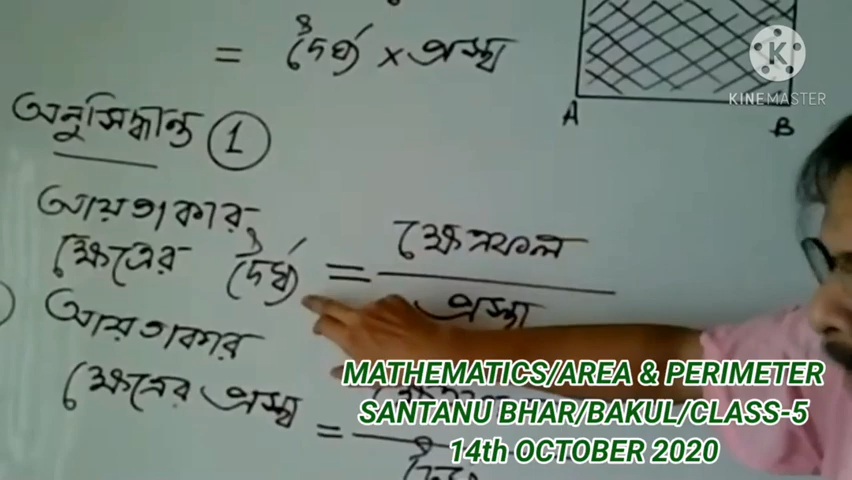 = দৈর্ঘ্য × প্রস্থ
A B
KINEMASTER
অনুসিদ্ধান্ত 1
আয়তাকার
ক্ষেত্রের দৈর্ঘ্য = ক্ষেত্রফল
প্রস্থ
আয়তাকার
ক্ষেত্রের প্রস্থ =
MATHEMATICS/AREA & PERIMETER
SANTANU BHAR/BAKUL/CLASS-5
14th OCTOBER 2020